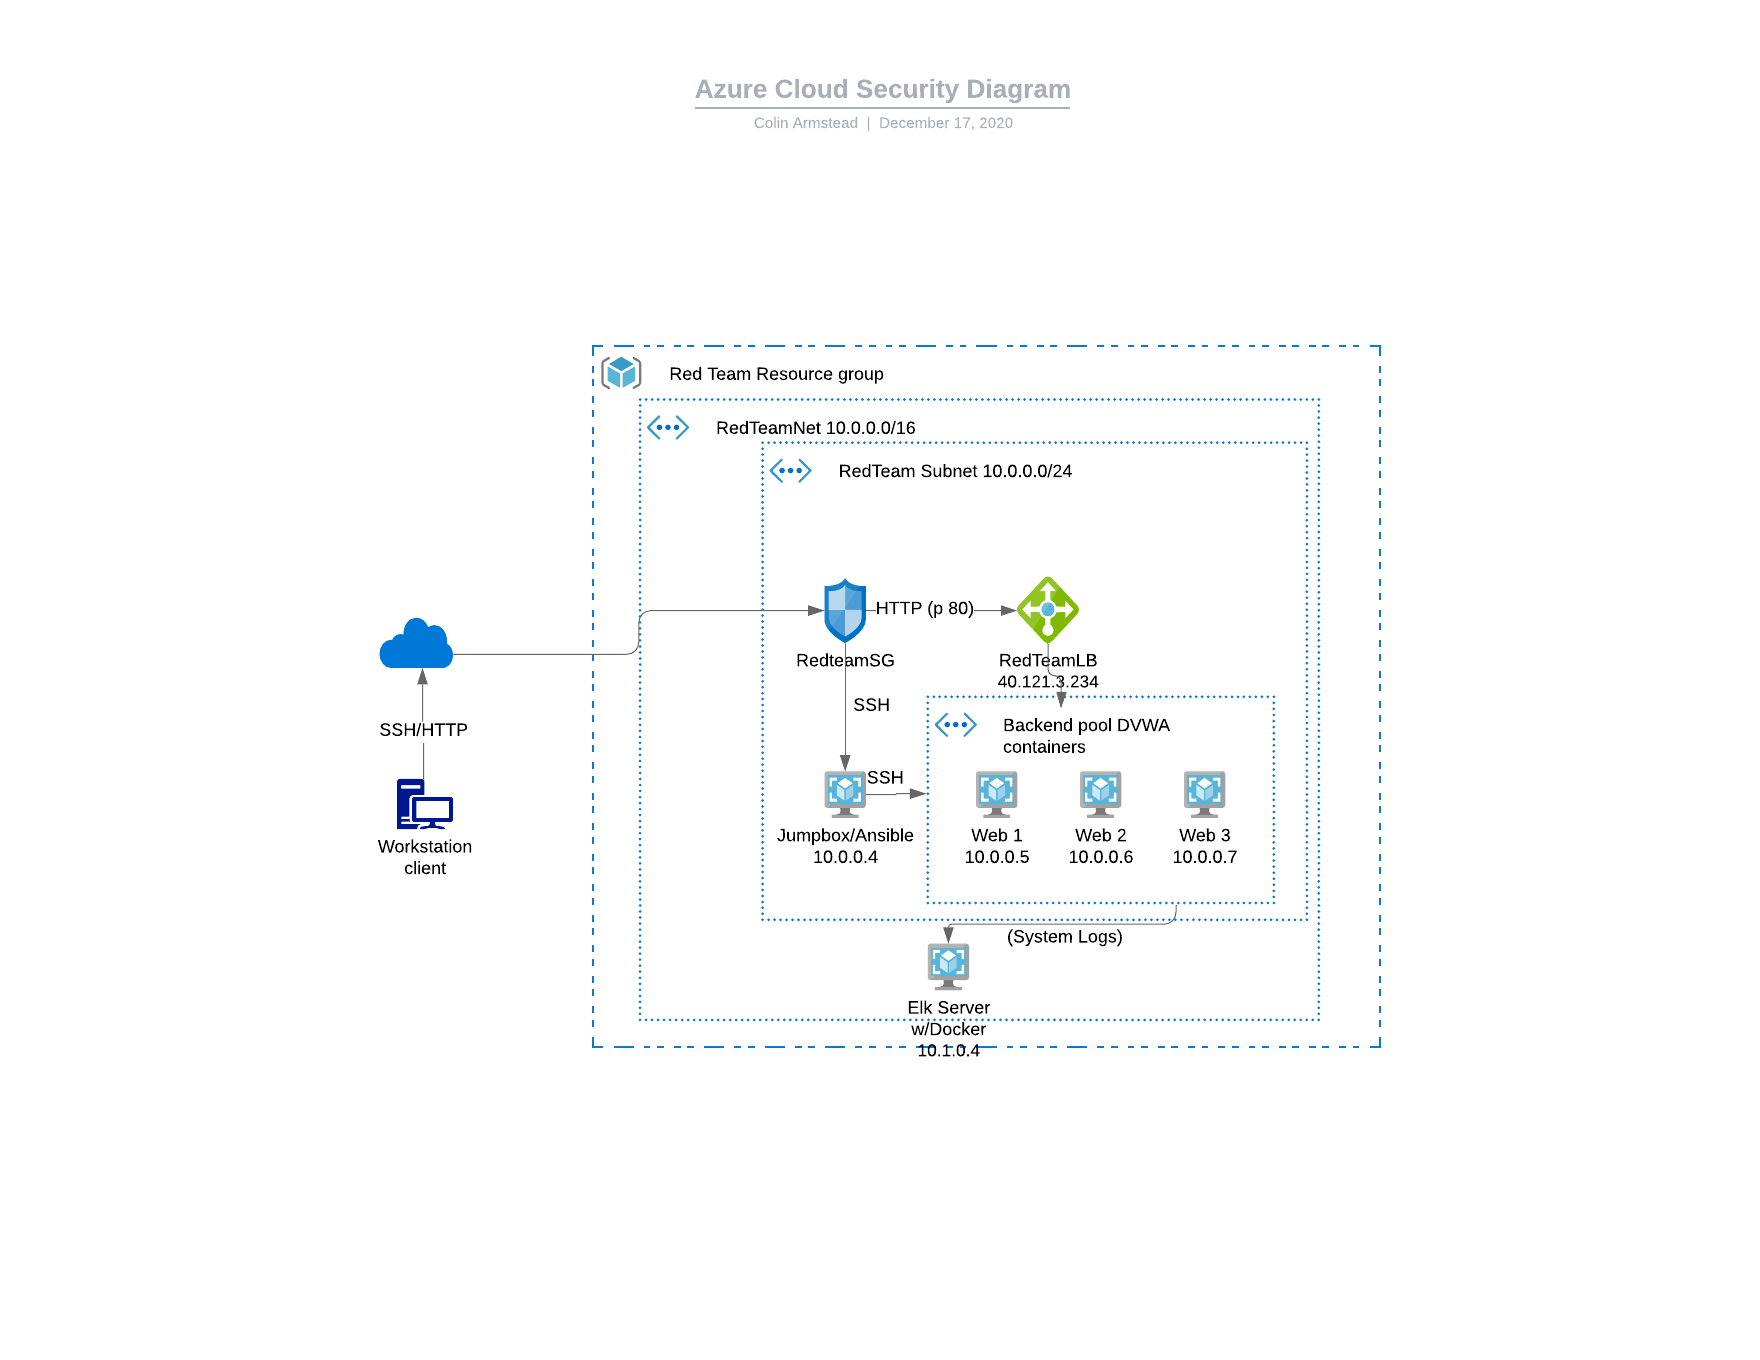 Azure Cloud Security Diagram
Colin Armstead | December 17, 2020
Red Team Resource group
RedTeamNet 10.0.0.0/16
RedTeam Subnet 10.0.0.0/24
HTTP (p 80)
RedteamSG
RedTeamLB
40.121.3.234
SSH
SSH/HTTP
Backend pool DVWA
containers
SSH
Workstation
client
Jumpbox/Ansible
10.0.0.4
Web 1
10.0.0.5
Web 2
10.0.0.6
Web 3
10.0.0.7
(System Logs)
Elk Server
w/Docker
10.1.0.4